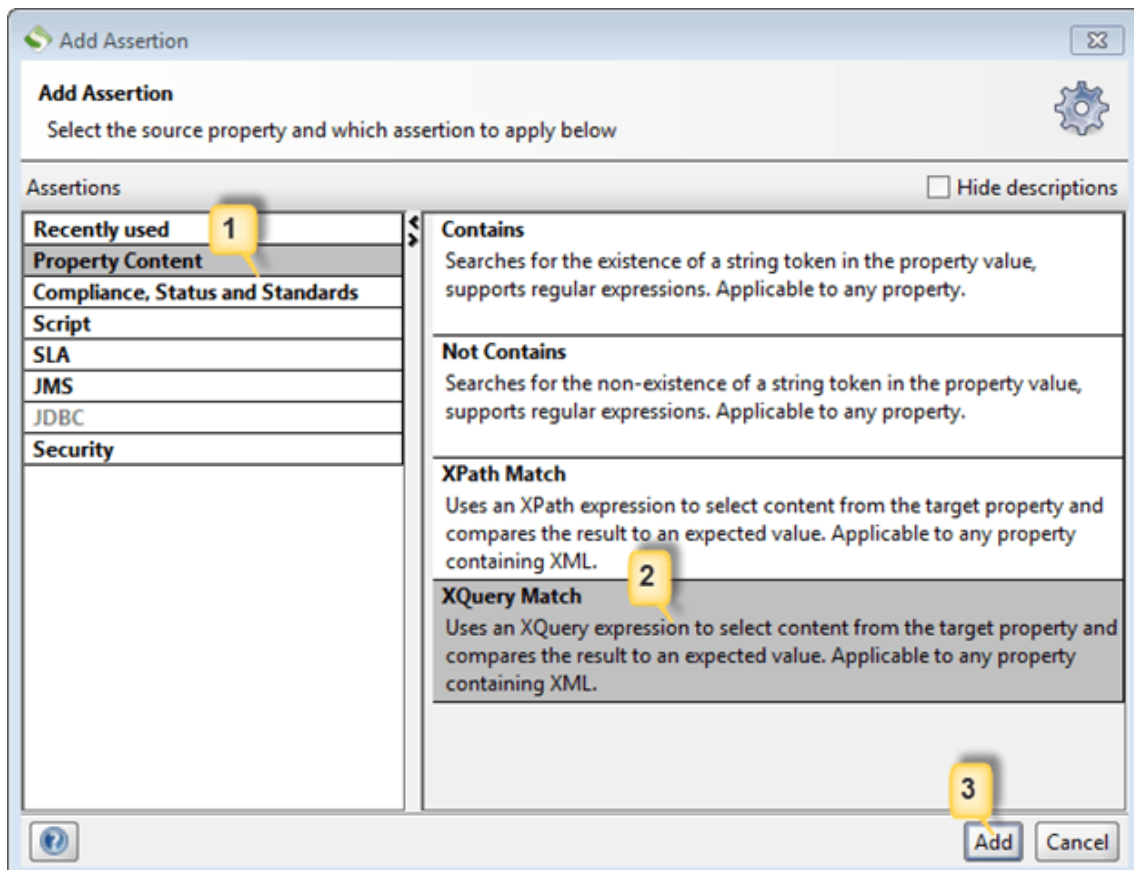 Add Assertion
Add Assertion
Select the source property and which assertion to apply below
Assertions
Hide descriptions
Recently used
1
Property Content
Compliance, Status and Standards
Script
SLA
JMS
JDBC
Security
Contains
Searches for the existence of a string token in the property value,
supports regular expressions. Applicable to any property.
Not Contains
Searches for the non-existence of a string token in the property value,
supports regular expressions. Applicable to any property.
XPath Match
Uses an XPath expression to select content from the target property and
compares the result to an expected value. Applicable to any property
containing XML.
2
XQuery Match
Uses an XQuery expression to select content from the target property and
compares the result to an expected value. Applicable to any property
containing XML.
3
?
Add
Cancel